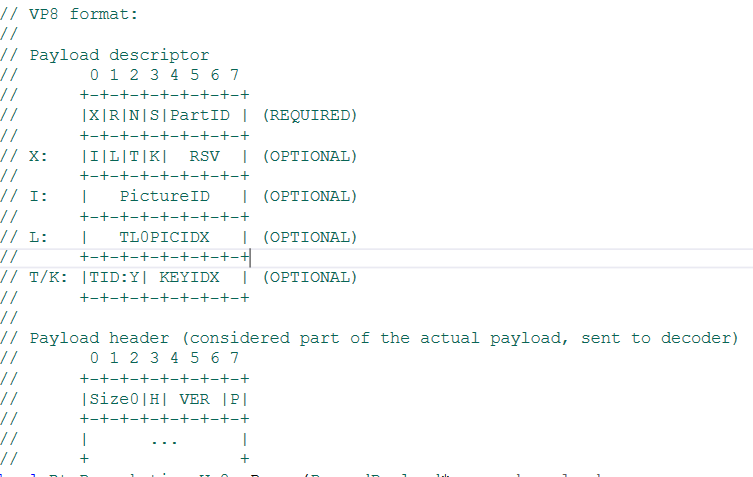 // VP8 format:
//
// Payload descriptor
//       0 1 2 3 4 5 6 7
//      +-+-+-+-+-+-+-+-+
//      |X|R|N|S|PartID | (REQUIRED)
//      +-+-+-+-+-+-+-+-+
// X:   |I|L|T|K|  RSV  | (OPTIONAL)
//      +-+-+-+-+-+-+-+-+
// I:   |   PictureID   | (OPTIONAL)
//      +-+-+-+-+-+-+-+-+
// L:   |   TL0PICIDX   | (OPTIONAL)
//      +-+-+-+-+-+-+-+-+
// T/K: |TID:Y| KEYIDX  | (OPTIONAL)
//      +-+-+-+-+-+-+-+-+
//
// Payload header (considered part of the actual payload, sent to decoder)
//       0 1 2 3 4 5 6 7
//      +-+-+-+-+-+-+-+-+
//      |Size0|H| VER |P|
//      +-+-+-+-+-+-+-+-+
//      |      ...      |
//      +               +